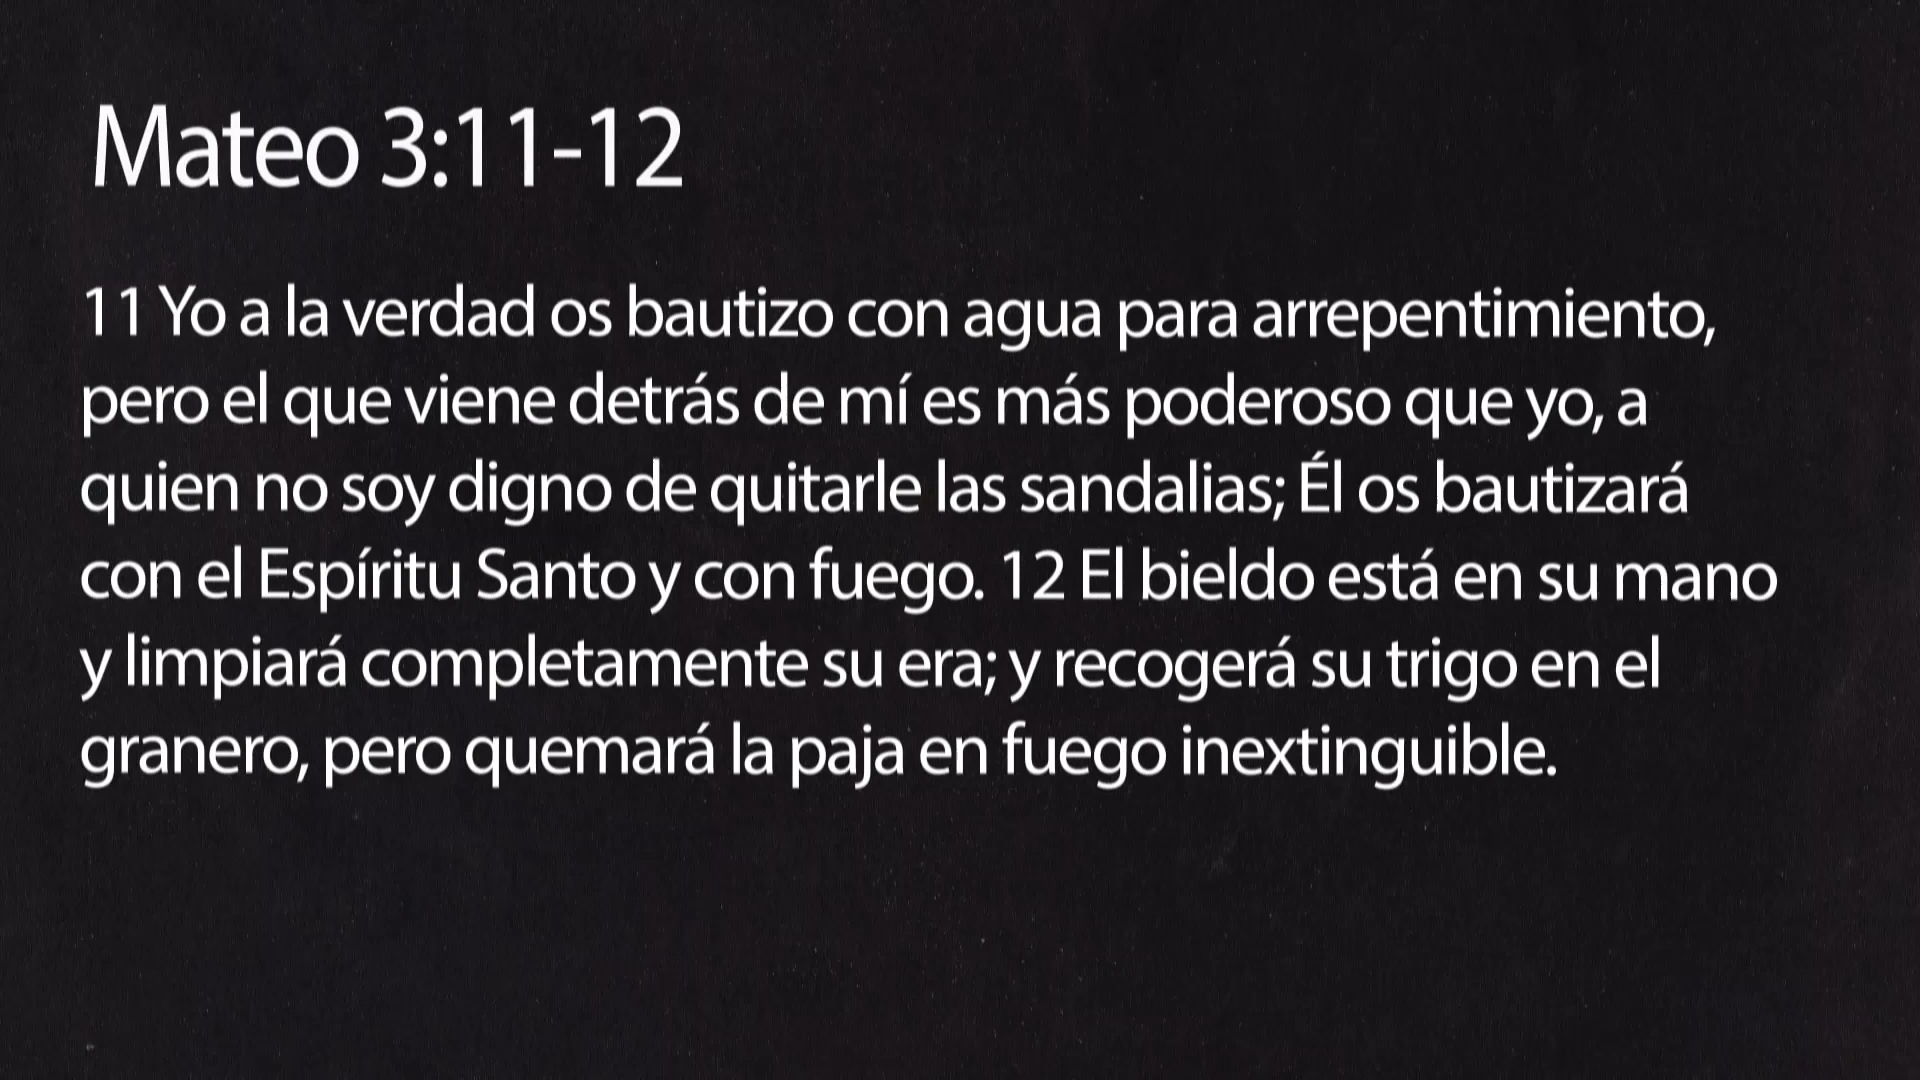 Mateo 3:11-12
11 Yo a la verdad os bautizo con agua para arrepentimiento,
pero el que viene detrás de mí es más poderoso que yo, a
quien no soy digno de quitarle las sandalias; Él os bautizará
con el Espíritu Santo y con fuego. 12 El bieldo está en su mano
y limpiará completamente su era; y recogerá su trigo en el
granero, pero quemará la paja en fuego inextinguible.